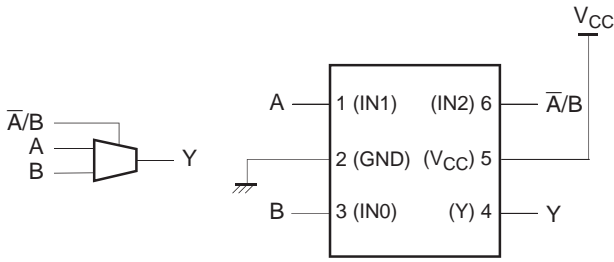 V_CC
A̅/B
A
B
Y
A 1 (IN1) (IN2) 6 A̅/B
2 (GND) (V_CC) 5
B 3 (IN0) (Y) 4 Y